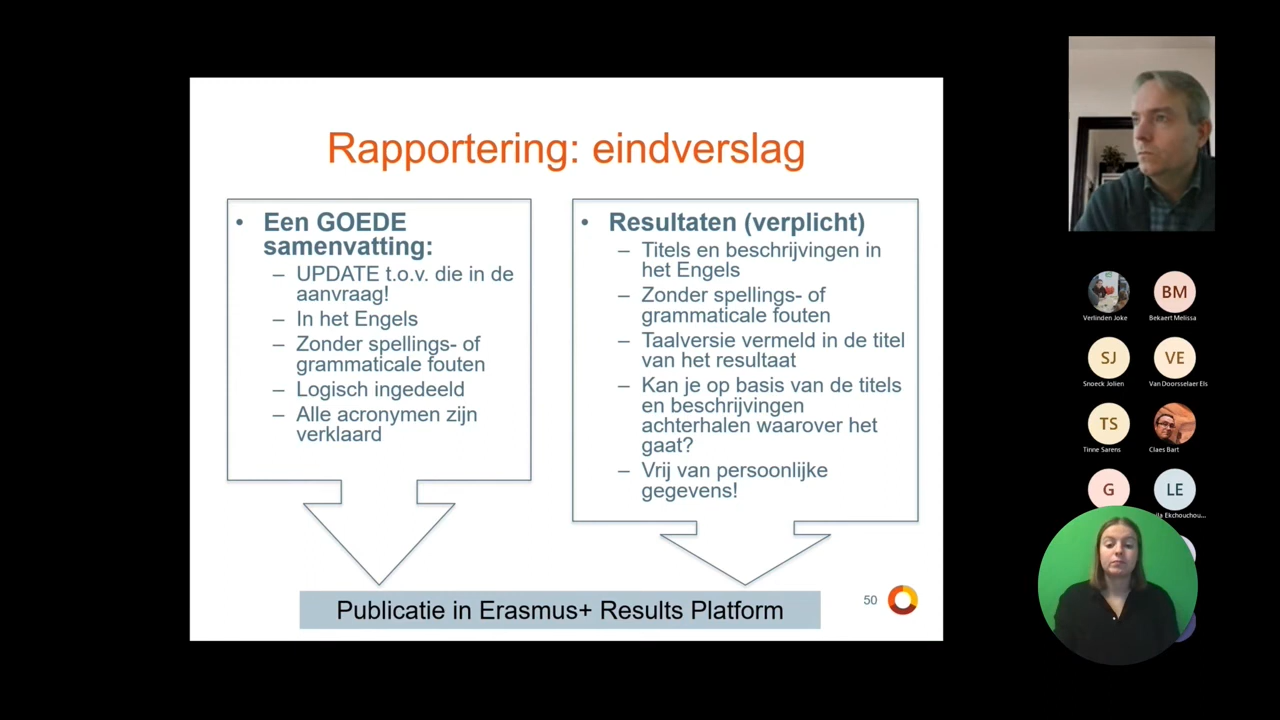 Rapportering: eindverslag
• Een GOEDE
samenvatting:
– UPDATE t.o.v. die in de
aanvraag!
– In het Engels
– Zonder spellings- of
grammaticale fouten
– Logisch ingedeeld
– Alle acronymen zijn
verklaard
• Resultaten (verplicht)
– Titels en beschrijvingen in
het Engels
– Zonder spellings- of
grammaticale fouten
– Taalversie vermeld in de titel
van het resultaat
– Kan je op basis van de titels
en beschrijvingen
achterhalen waarover het
gaat?
– Vrij van persoonlijke
gegevens!
Publicatie in Erasmus+ Results Platform
50
Verlinden Joke
BM
Bekaert Melissa
SJ
Snoeck Jolien
VE
Van Doorsselaer Els
TS
Tinne Sarens
Claes Bart
G
LE